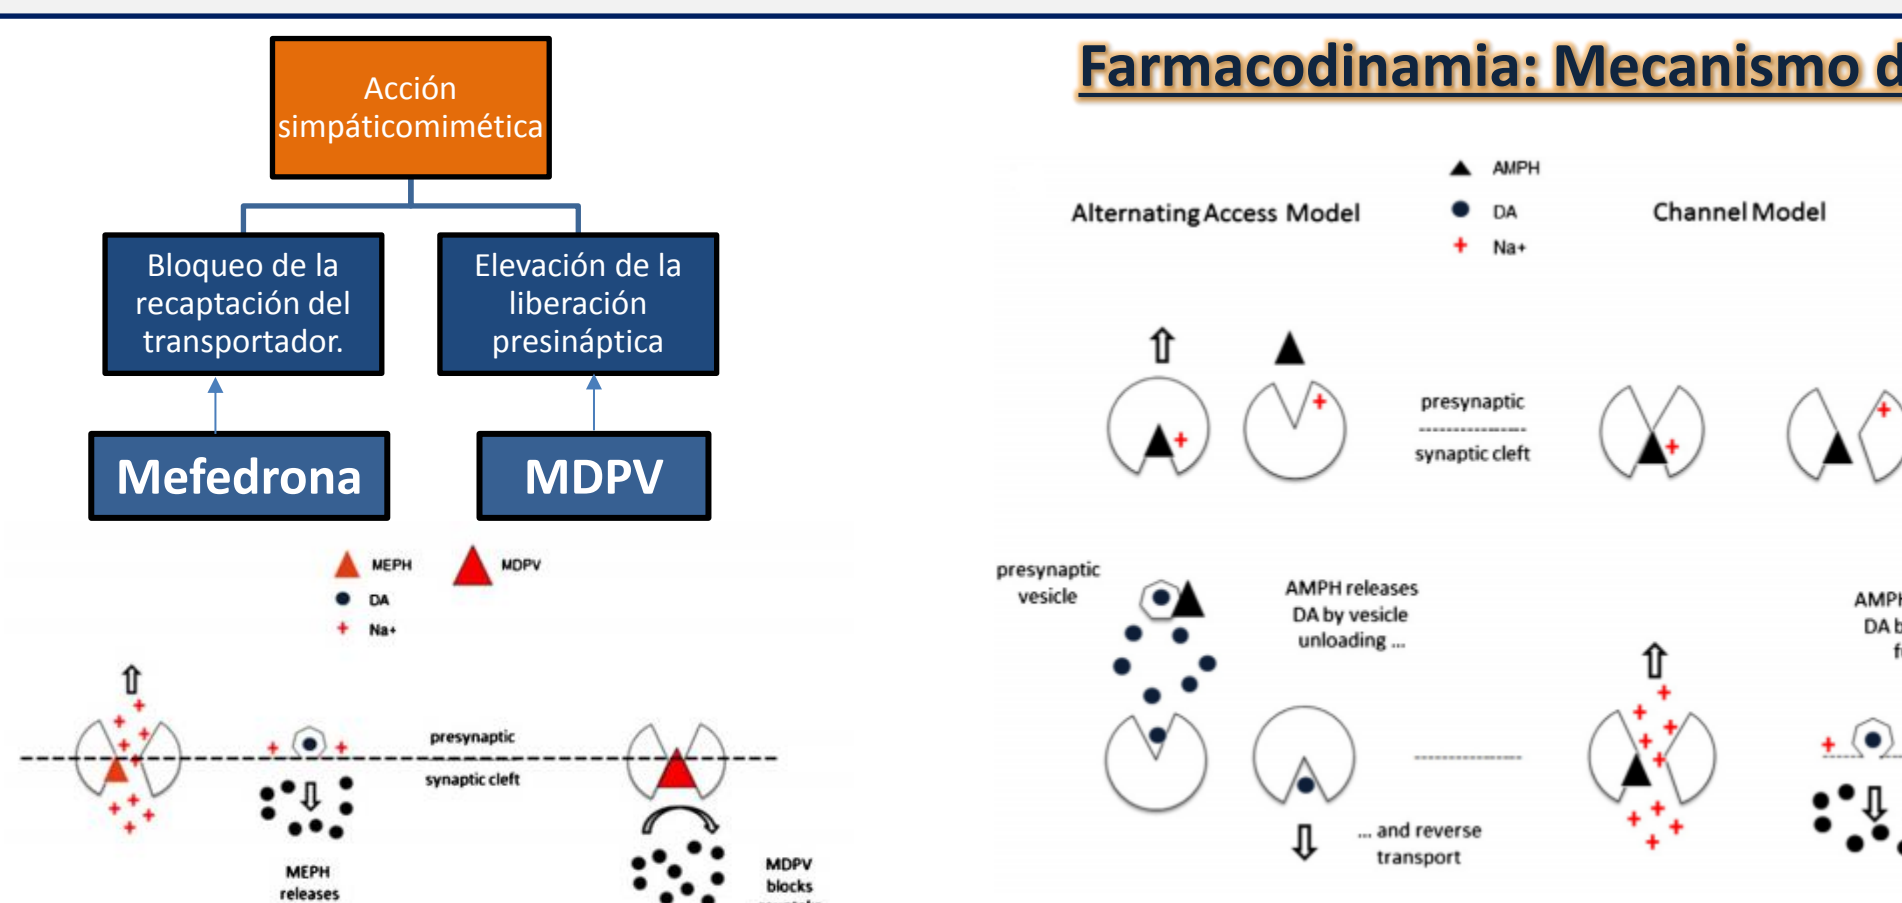 Acción
simpáticomimética
Bloqueo de la
recaptación del
transportador.
Elevación de la
liberación
presináptica
Mefedrona
MDPV
MEPH
MDPV
DA
Na+
presynaptic
synaptic cleft
MEPH
releases
MDPV
blocks
Farmacodinamia: Mecanismo d
AMPH
DA
Na+
Alternating Access Model
Channel Model
presynaptic
synaptic cleft
presynaptic
vesicle
AMPH releases
DA by vesicle
unloading ...
... and reverse
transport
AMPH
DA b
f